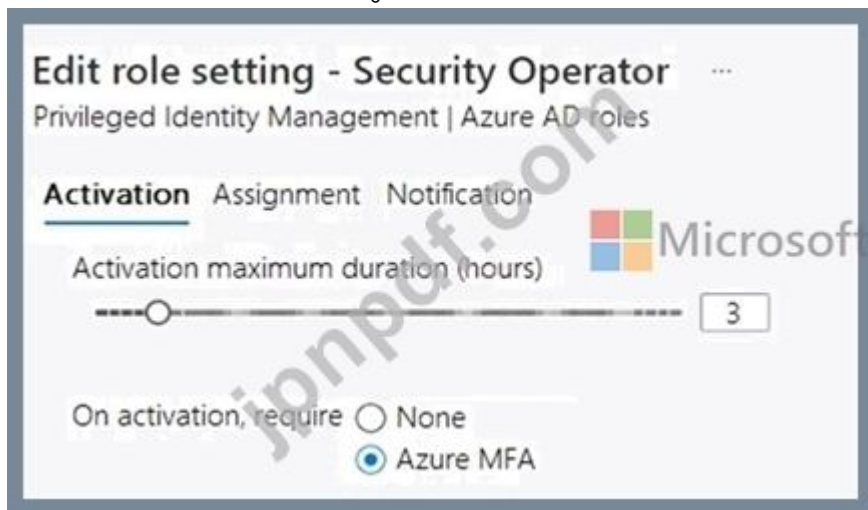 Edit role setting - Security Operator ...
Privileged Identity Management | Azure AD roles
Activation Assignment Notification
Microsoft
Activation maximum duration (hours)
3
On activation, require None
Azure MFA
jpnpdf.com